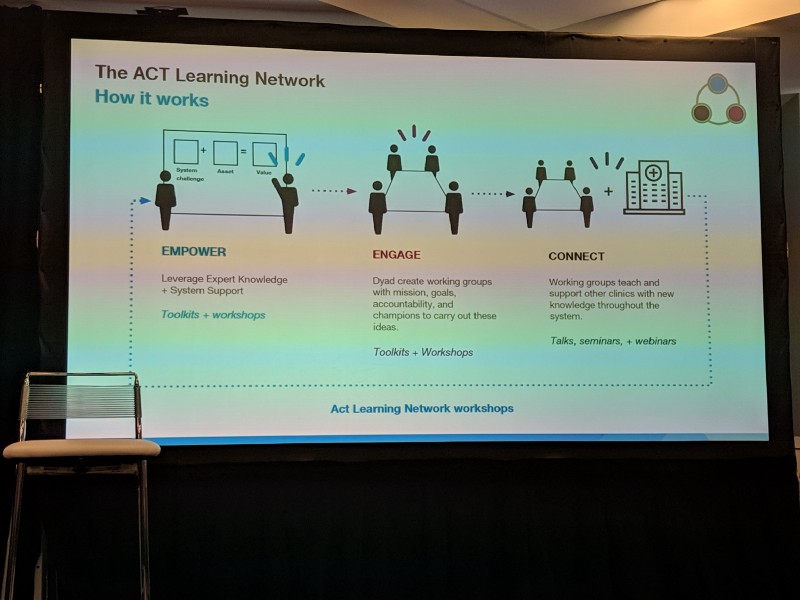 The ACT Learning Network
How it works
+
=
System
challenge
Asset
Value
EMPOWER
Leverage Expert Knowledge
+ System Support
Toolkits + workshops
ENGAGE
Dyad create working groups
with mission, goals,
accountability, and
champions to carry out these
ideas.
Toolkits + Workshops
+
CONNECT
Working groups teach and
support other clinics with new
knowledge throughout the
system.
Talks, seminars, + webinars
Act Learning Network workshops